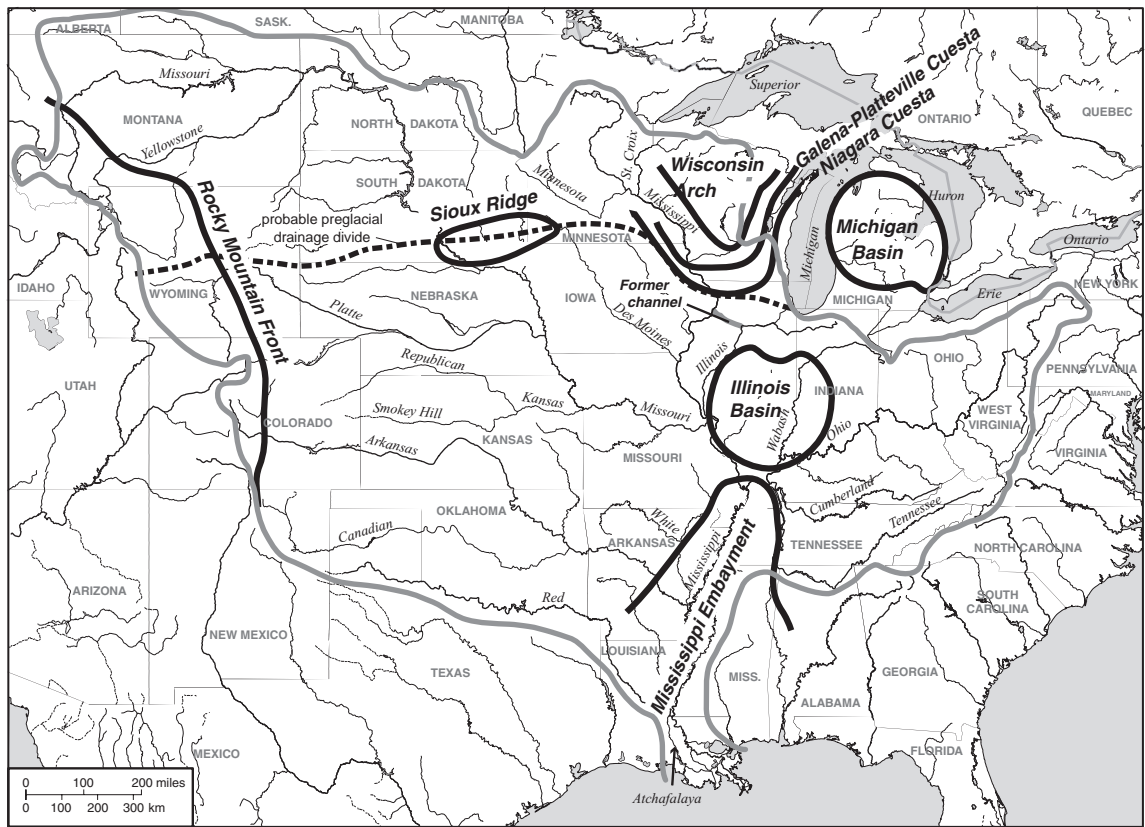 ALBERTA
SASK.
MANITOBA
Missouri
MONTANA
Yellowstone
NORTH DAKOTA
SOUTH DAKOTA
Minnesota
St. Croix
Superior
ONTARIO
QUEBEC
Galena-Platteville Cuesta
Niagara Cuesta
Wisconsin
Arch
Mississippi
Michigan
Michigan
Basin
Huron
Ontario
Erie
NEW YORK
MICHIGAN
Rocky Mountain Front
probable preglacial
drainage divide
Sioux Ridge
MINNESOTA
IDAHO
WYOMING
NEBRASKA
IOWA
Former
channel
Platte
Des Moines
Illinois
Republican
OHIO
PENNSYLVANIA
MARYLAND
UTAH
COLORADO
Smokey Hill
Kansas
Missouri
Illinois
Basin
INDIANA
Wabash
Ohio
WEST
VIRGINIA
VIRGINIA
Arkansas
KANSAS
MISSOURI
Cumberland
Tennessee
Canadian
OKLAHOMA
White
ARKANSAS
Mississippi
TENNESSEE
NORTH CAROLINA
SOUTH
CAROLINA
ARIZONA
NEW MEXICO
Red
Mississippi Embayment
LOUISIANA
TEXAS
MISS.
ALABAMA
GEORGIA
FLORIDA
MEXICO
Atchafalaya
0 100 200 miles
0 100 200 300 km